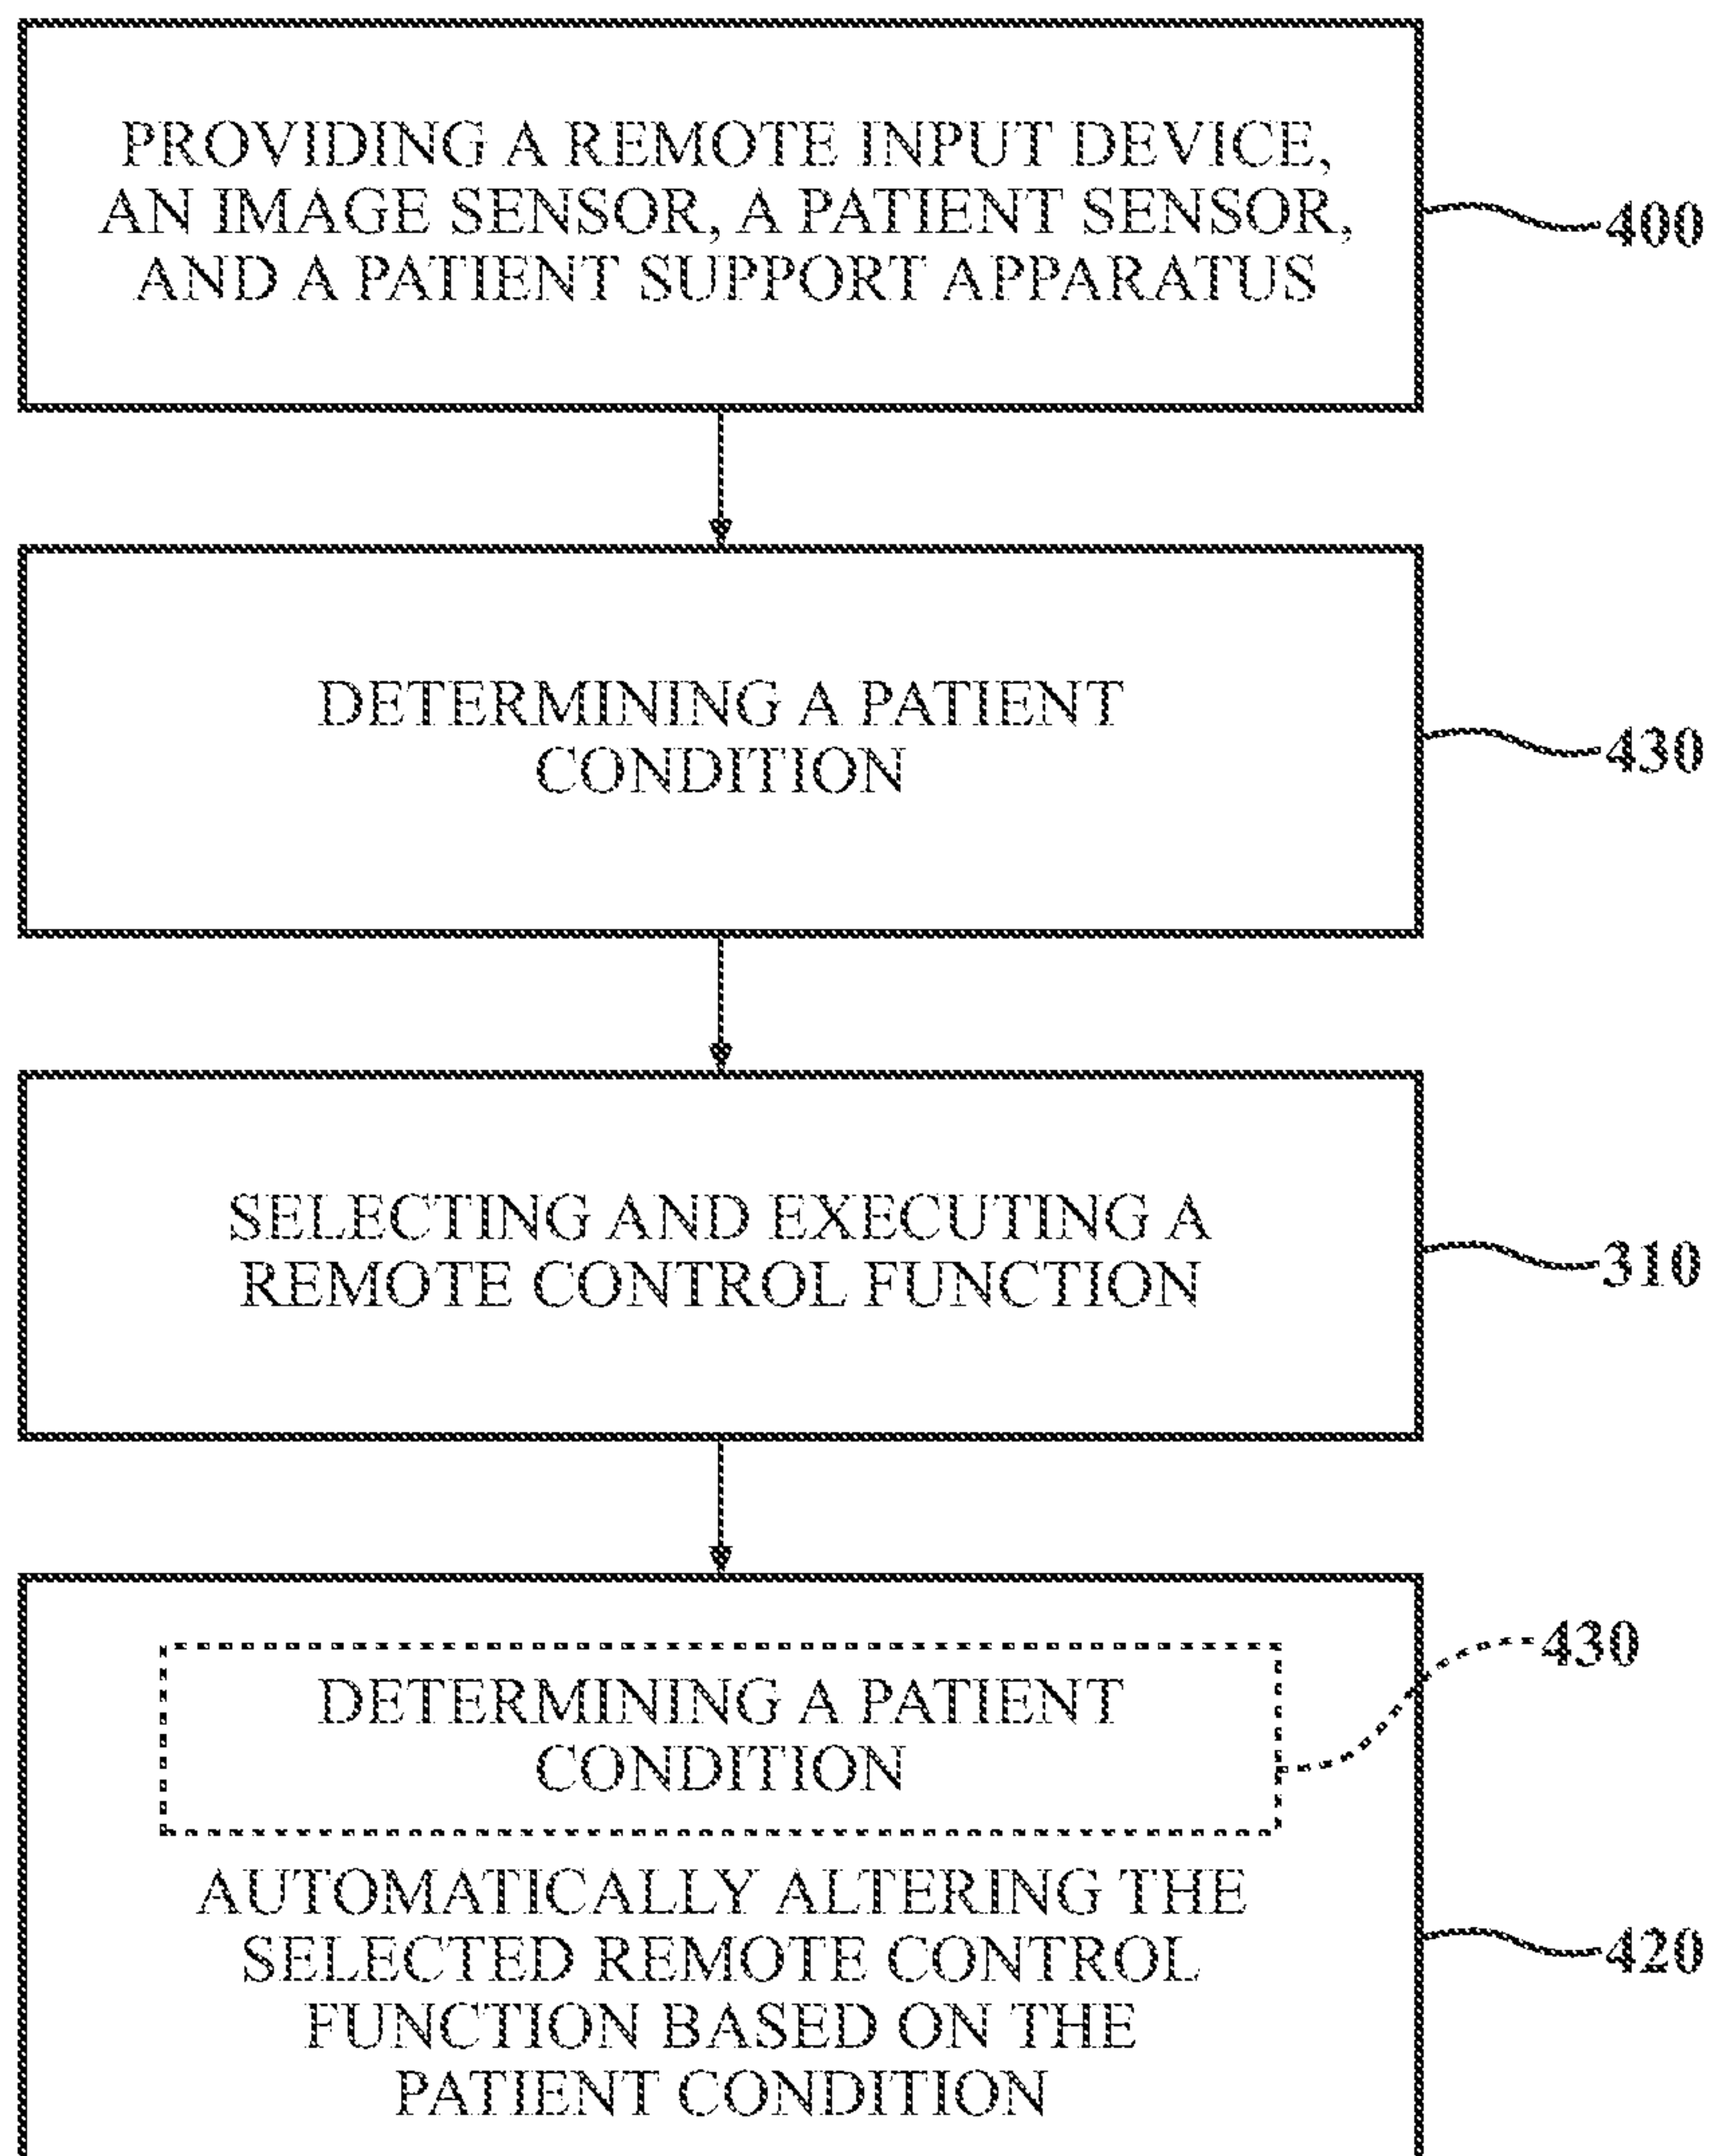 PROVIDING A REMOTE INPUT DEVICE,
AN IMAGE SENSOR, A PATIENT SENSOR,
AND A PATIENT SUPPORT APPARATUS
400
DETERMINING A PATIENT
CONDITION
430
SELECTING AND EXECUTING A
REMOTE CONTROL FUNCTION
310
DETERMINING A PATIENT
CONDITION
430
AUTOMATICALLY ALTERING THE
SELECTED REMOTE CONTROL
FUNCTION BASED ON THE
PATIENT CONDITION
420